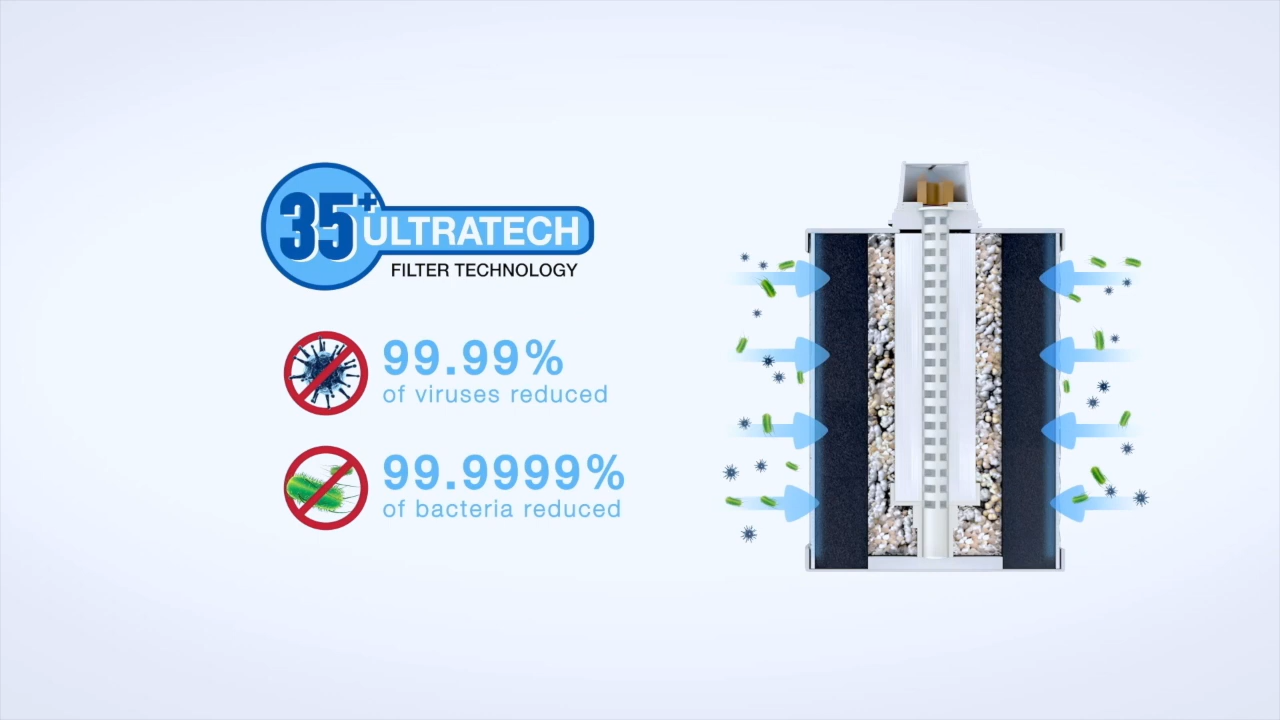 35+
ULTRATECH
FILTER TECHNOLOGY
99.99%
of viruses reduced
99.9999%
of bacteria reduced